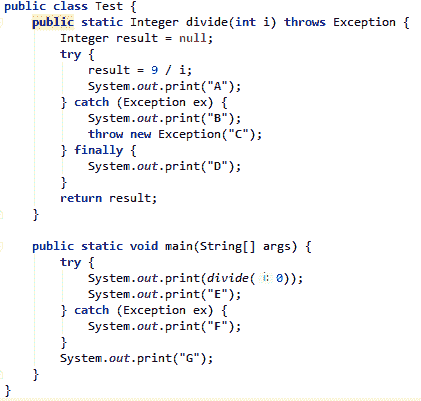 public class Test {
    public static Integer divide(int i) throws Exception {
        Integer result = null;
        try {
            result = 9 / i;
            System.out.print("A");
        } catch (Exception ex) {
            System.out.print("B");
            throw new Exception("C");
        } finally {
            System.out.print("D");
        }
        return result;
    }

    public static void main(String[] args) {
        try {
            System.out.print(divide( i: 0));
            System.out.print("E");
        } catch (Exception ex) {
            System.out.print("F");
        }
        System.out.print("G");
    }
}